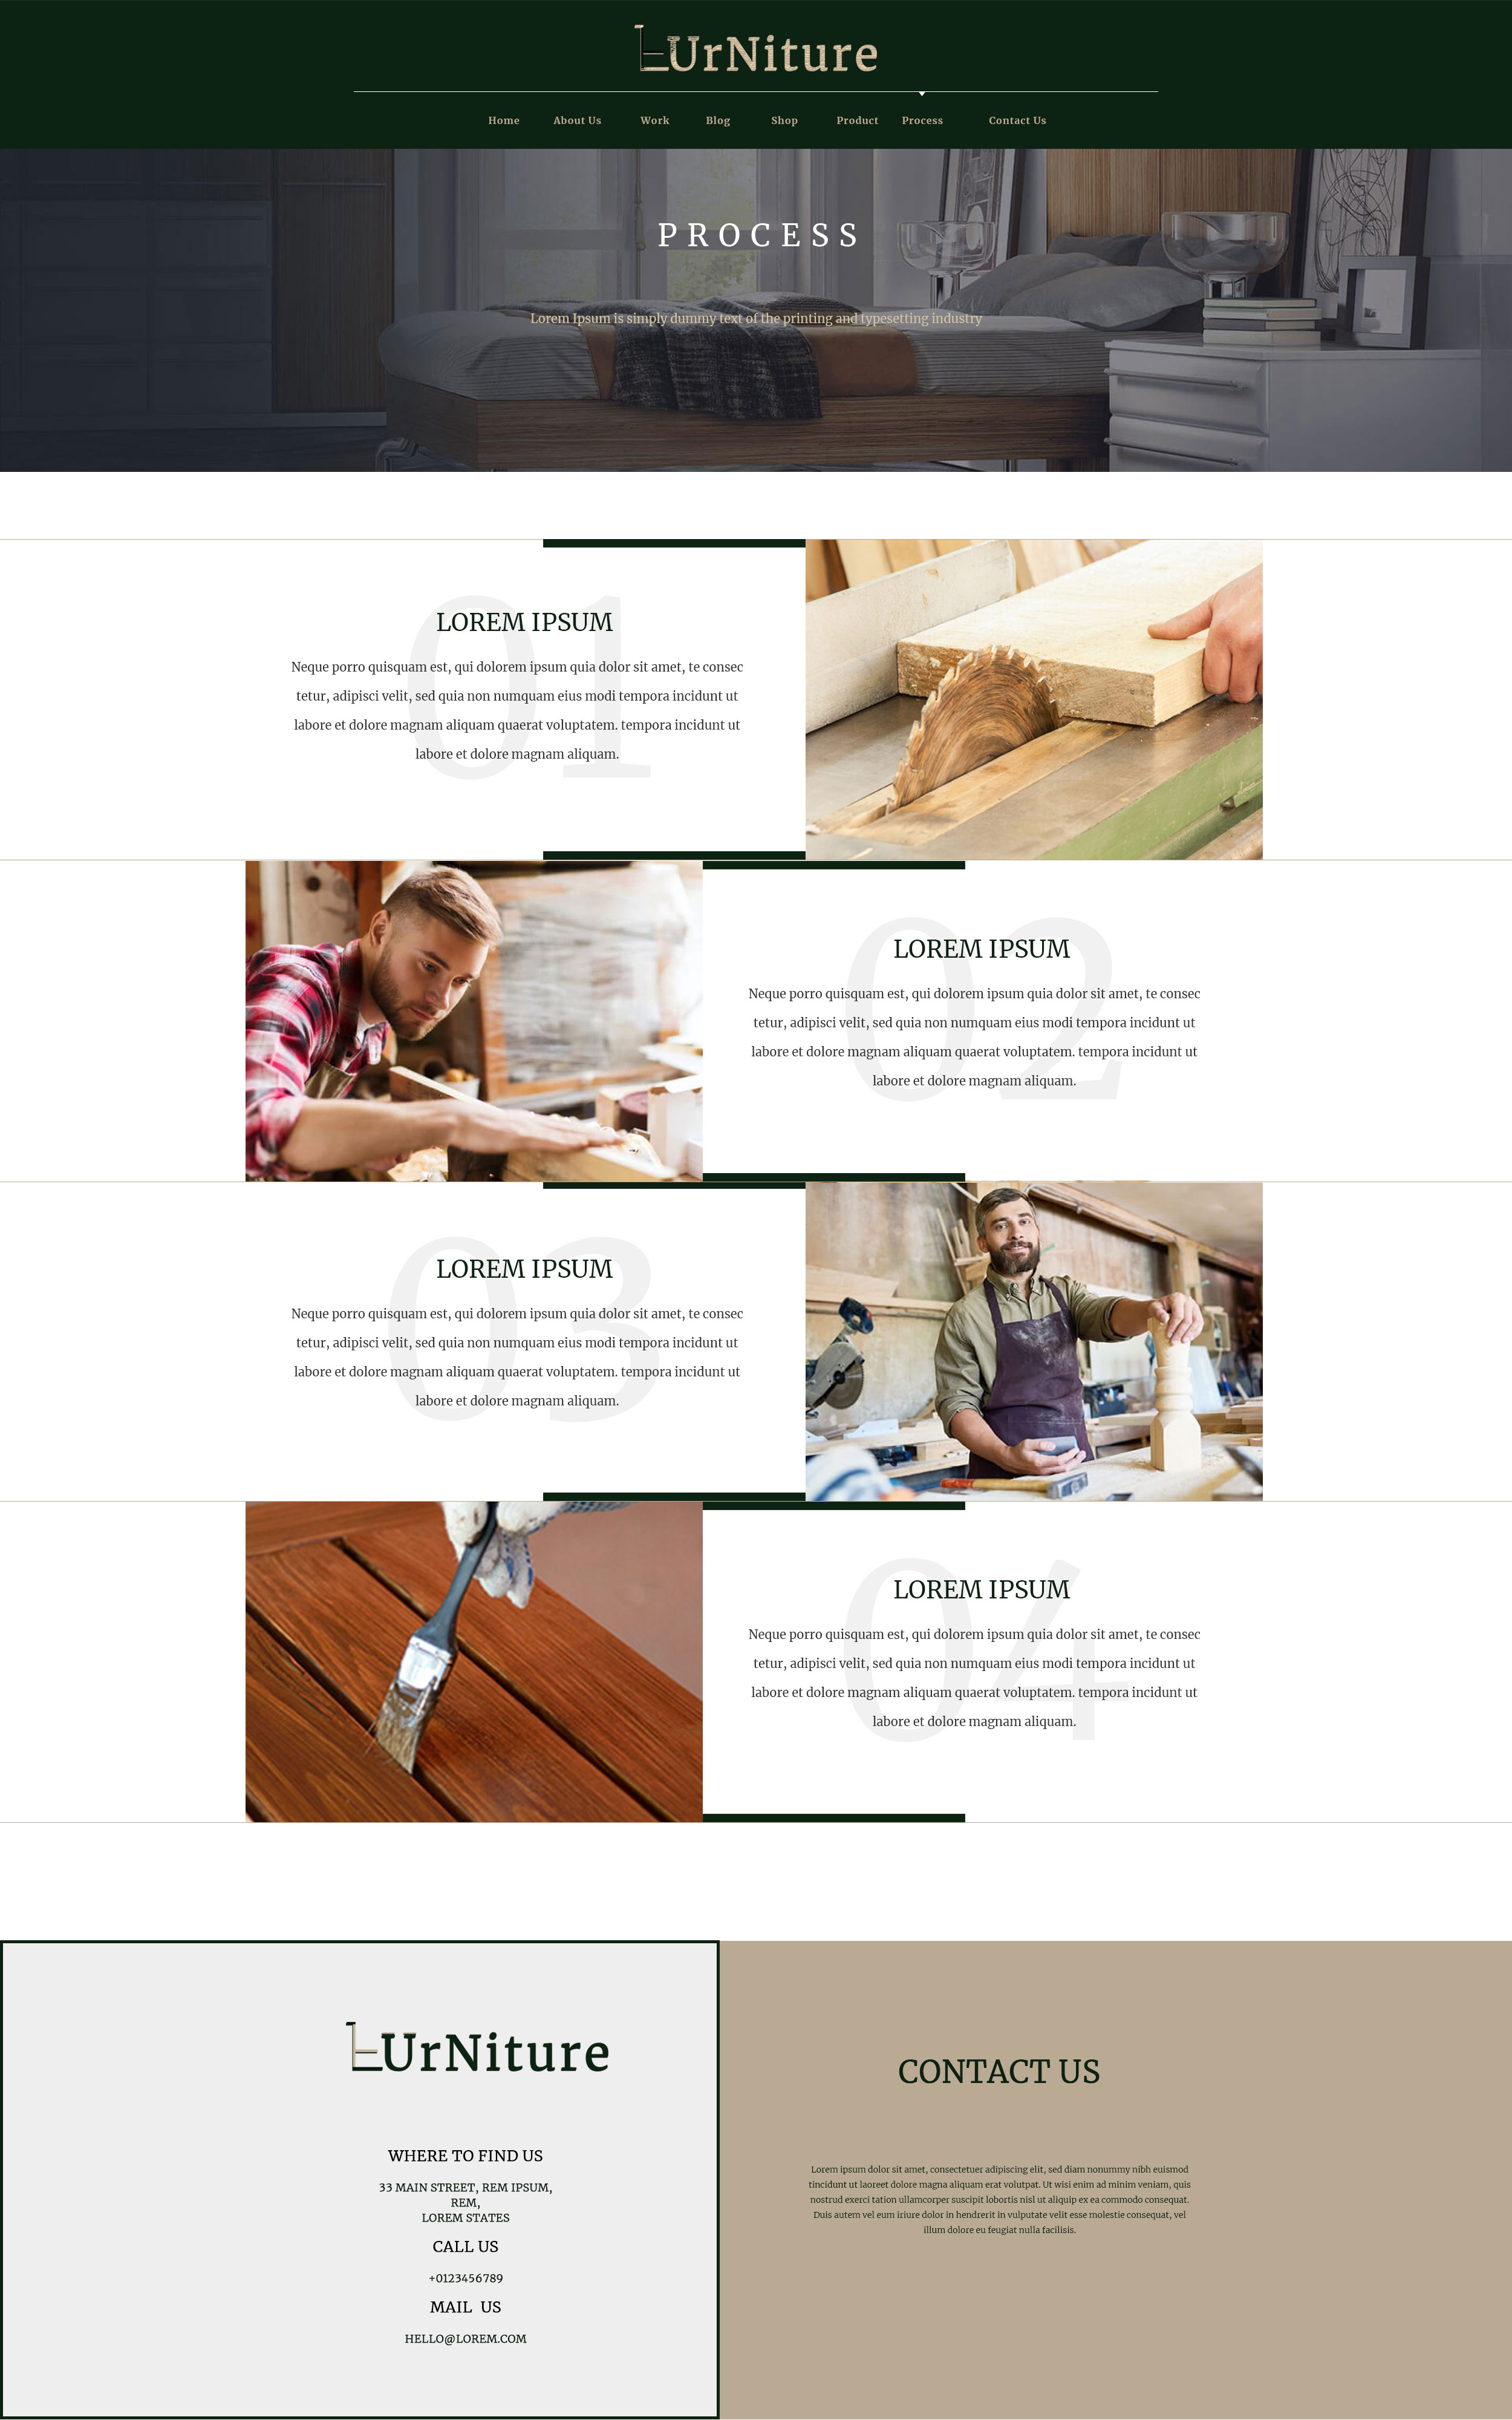 UrNiture
Home About Us Work Blog Shop Product Process Contact Us
PROCESS
Lorem Ipsum is simply dummy text of the printing and typesetting industry
01
LOREM IPSUM
Neque porro quisquam est, qui dolorem ipsum quia dolor sit amet, te consec
tetur, adipisci velit, sed quia non numquam eius modi tempora incidunt ut
labore et dolore magnam aliquam quaerat voluptatem. tempora incidunt ut
labore et dolore magnam aliquam.
02
LOREM IPSUM
Neque porro quisquam est, qui dolorem ipsum quia dolor sit amet, te consec
tetur, adipisci velit, sed quia non numquam eius modi tempora incidunt ut
labore et dolore magnam aliquam quaerat voluptatem. tempora incidunt ut
labore et dolore magnam aliquam.
03
LOREM IPSUM
Neque porro quisquam est, qui dolorem ipsum quia dolor sit amet, te consec
tetur, adipisci velit, sed quia non numquam eius modi tempora incidunt ut
labore et dolore magnam aliquam quaerat voluptatem. tempora incidunt ut
labore et dolore magnam aliquam.
04
LOREM IPSUM
Neque porro quisquam est, qui dolorem ipsum quia dolor sit amet, te consec
tetur, adipisci velit, sed quia non numquam eius modi tempora incidunt ut
labore et dolore magnam aliquam quaerat voluptatem. tempora incidunt ut
labore et dolore magnam aliquam.
UrNiture
WHERE TO FIND US
33 MAIN STREET, REM IPSUM,
REM,
LOREM STATES
CALL US
+0123456789
MAIL US
HELLO@LOREM.COM
CONTACT US
Lorem ipsum dolor sit amet, consectetuer adipiscing elit, sed diam nonummy nibh euismod
tincidunt ut laoreet dolore magna aliquam erat volutpat. Ut wisi enim ad minim veniam, quis
nostrud exerci tation ullamcorper suscipit lobortis nisl ut aliquip ex ea commodo consequat.
Duis autem vel eum iriure dolor in hendrerit in vulputate velit esse molestie consequat, vel
illum dolore eu feugiat nulla facilisis.